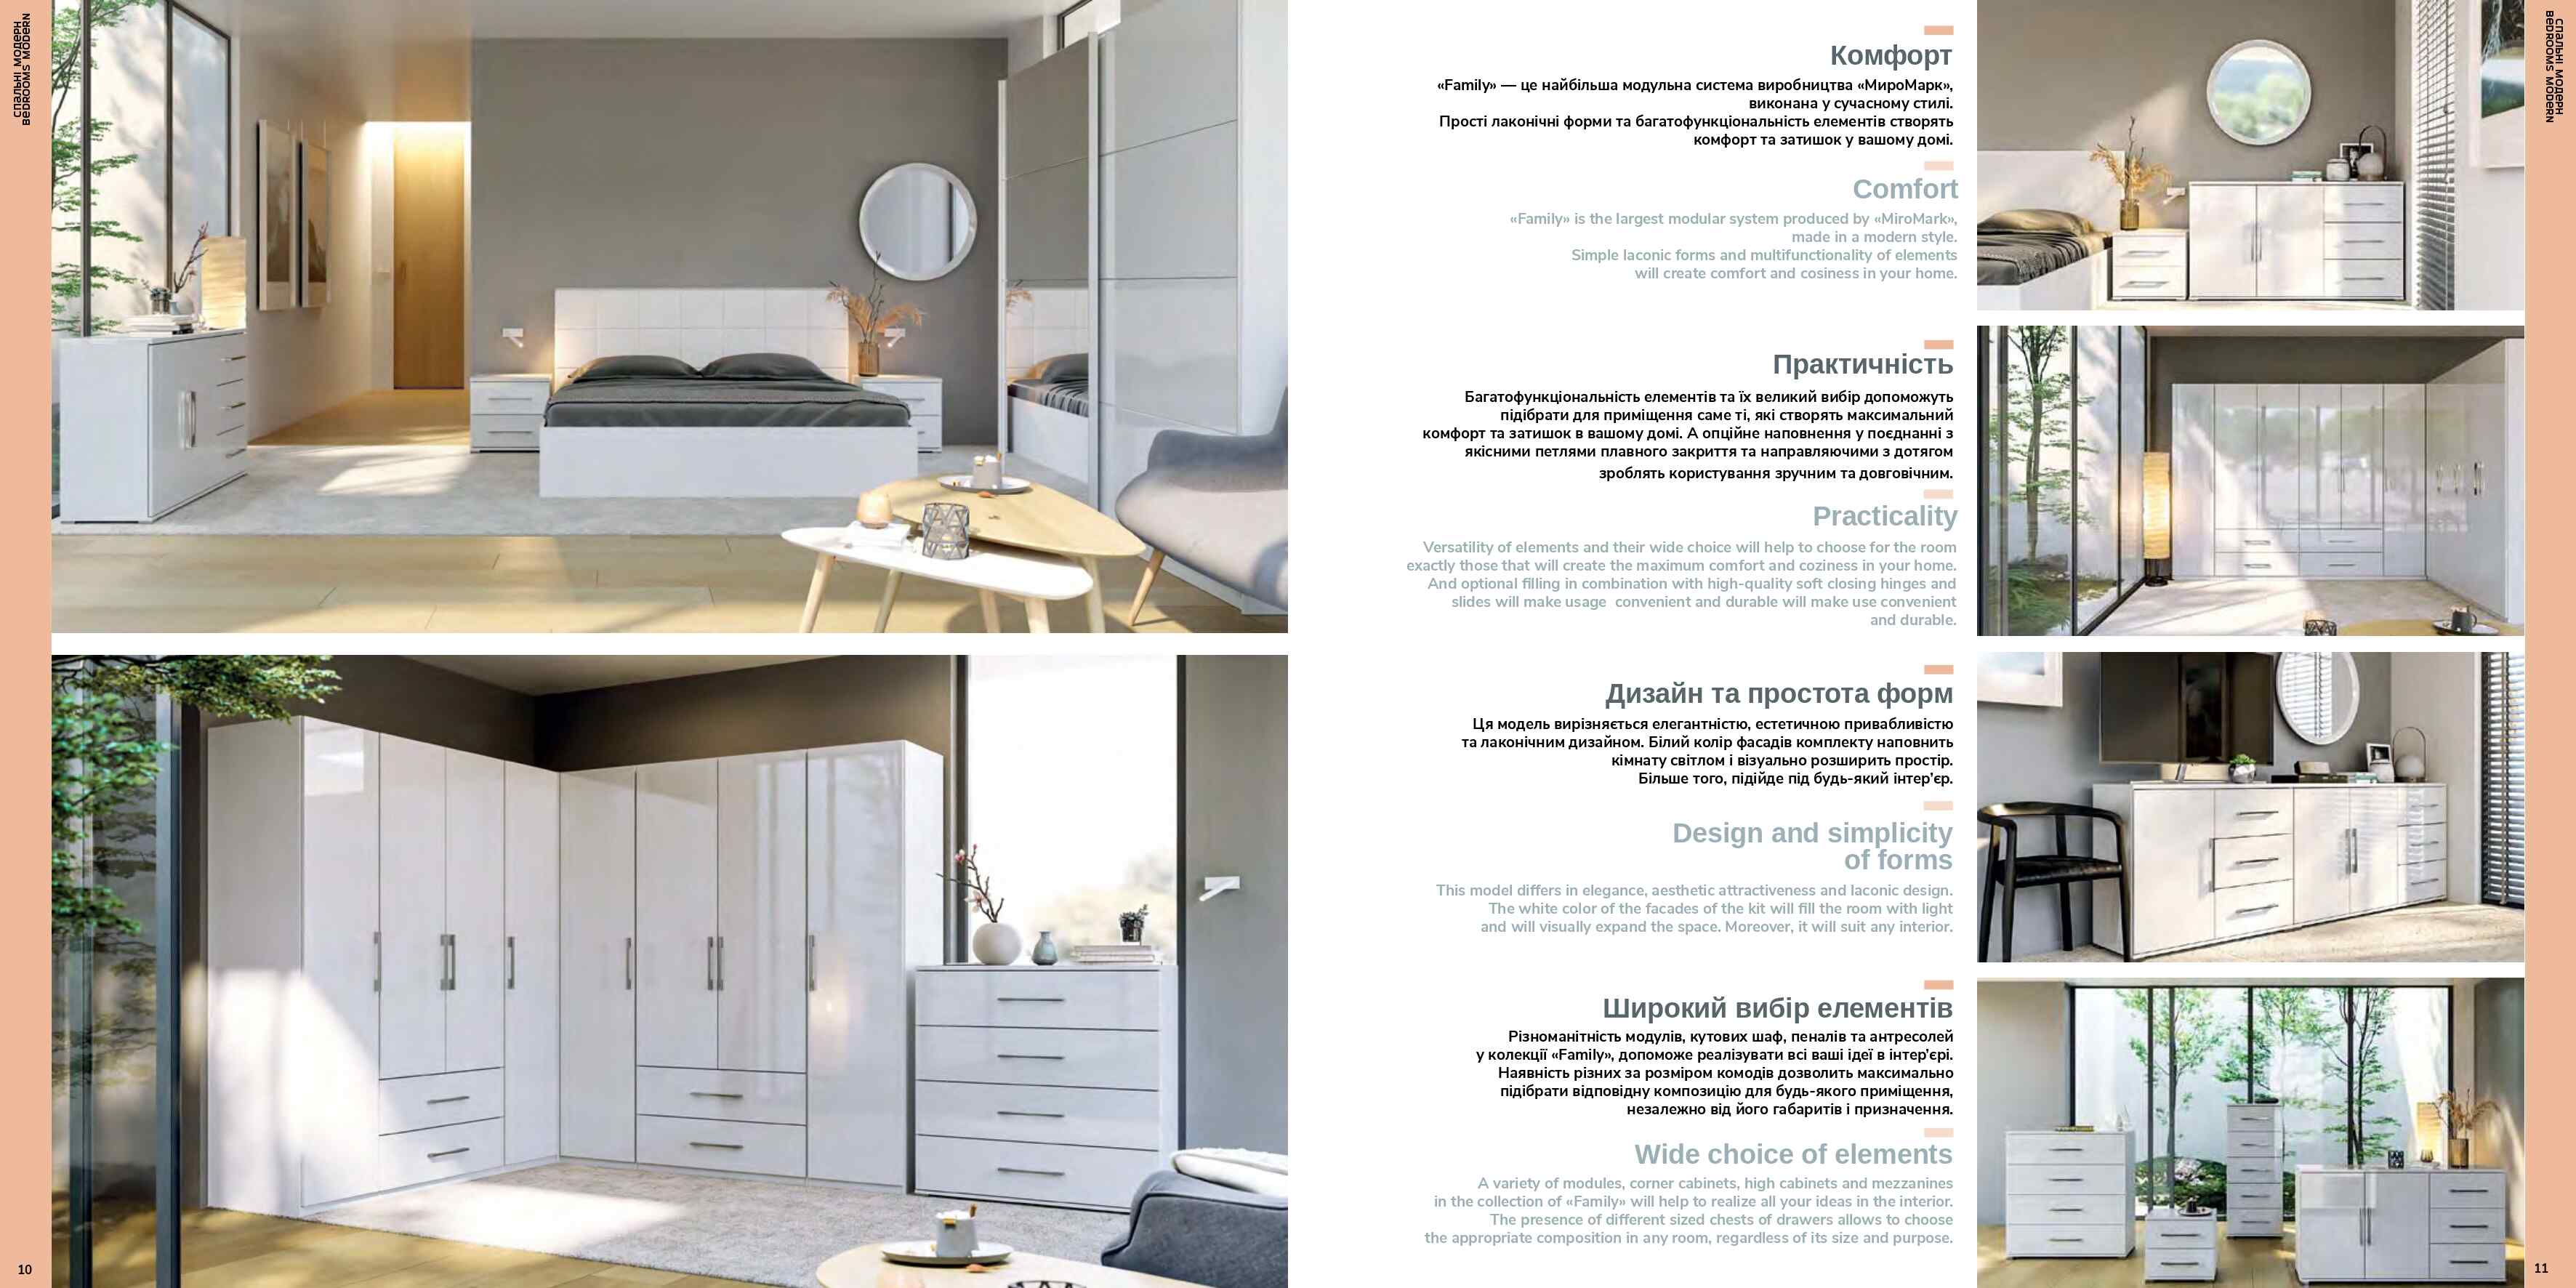 СПАЛЬНІ МОДЕРН
BEDROOMS MODERN
10
Комфорт
«Family» — це найбільша модульна система виробництва «МироМарк»,
виконана у сучасному стилі.
Прості лаконічні форми та багатофункціональність елементів створять
комфорт та затишок у вашому домі.
Comfort
«Family» is the largest modular system produced by «MiroMark»,
made in a modern style.
Simple laconic forms and multifunctionality of elements
will create comfort and cosiness in your home.
Практичність
Багатофункціональність елементів та їх великий вибір допоможуть
підібрати для приміщення саме ті, які створять максимальний
комфорт та затишок в вашому домі. А опційне наповнення у поєднанні з
якісними петлями плавного закриття та направляючими з дотягом
зроблять користування зручним та довговічним.
Practicality
Versatility of elements and their wide choice will help to choose for the room
exactly those that will create the maximum comfort and coziness in your home.
And optional filling in combination with high-quality soft closing hinges and
slides will make usage convenient and durable will make use convenient
and durable.
Дизайн та простота форм
Ця модель вирізняється елегантністю, естетичною привабливістю
та лаконічним дизайном. Білий колір фасадів комплекту наповнить
кімнату світлом і візуально розширить простір.
Більше того, підійде під будь-який інтер'єр.
Design and simplicity
of forms
This model differs in elegance, aesthetic attractiveness and laconic design.
The white color of the facades of the kit will fill the room with light
and will visually expand the space. Moreover, it will suit any interior.
Широкий вибір елементів
Різноманітність модулів, кутових шаф, пеналів та антресолей
у колекції «Family», допоможе реалізувати всі ваші ідеї в інтер'єрі.
Наявність різних за розміром комодів дозволить максимально
підібрати відповідну композицію для будь-якого приміщення,
незалежно від його габаритів і призначення.
Wide choice of elements
A variety of modules, corner cabinets, high cabinets and mezzanines
in the collection of «Family» will help to realize all your ideas in the interior.
The presence of different sized chests of drawers allows to choose
the appropriate composition in any room, regardless of its size and purpose.
СПАЛЬНІ МОДЕРН
BEDROOMS MODERN
11